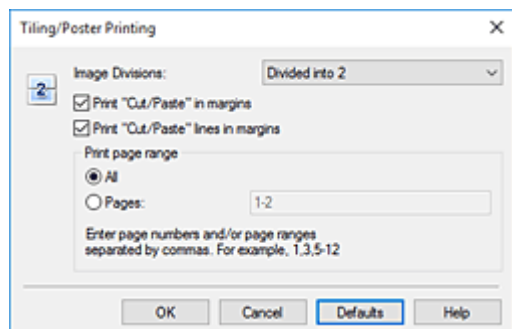 Tiling/Poster Printing
Image Divisions: Divided into 2
2
Print "Cut/Paste" in margins
Print "Cut/Paste" lines in margins
Print page range
All
Pages: 1-2
Enter page numbers and/or page ranges
separated by commas. For example, 1,3,5-12
OK Cancel Defaults Help